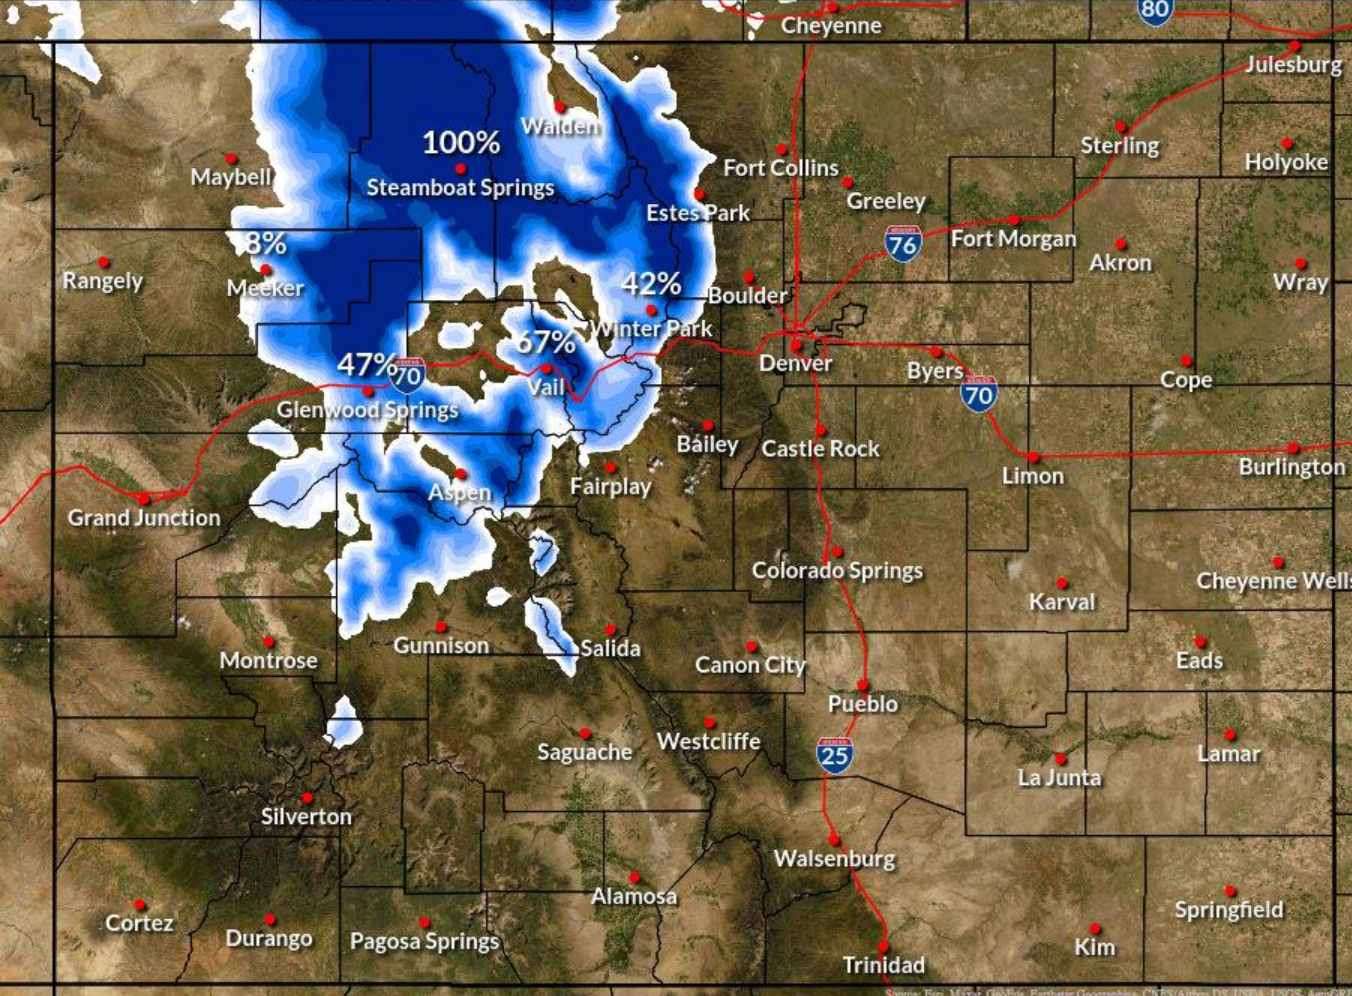 80
Cheyenne
Julesburg
Walden
Sterling
100%
Fort Collins
Holyoke
Maybell
Steamboat Springs
Greeley
Estes Park
76
Fort Morgan
8%
Akron
Rangely
Meeker
42%
Boulder
Wray
Winter Park
67%
Denver
47%
70
Byers
Vail
Cope
70
Glenwood Springs
Bailey
Castle Rock
Limon
Burlington
Aspen
Fairplay
Grand Junction
Colorado Springs
Cheyenne Wells
Karval
Gunnison
Salida
Montrose
Canon City
Eads
Pueblo
Saguache
Westcliffe
25
Lamar
La Junta
Silverton
Walsenburg
Alamosa
Springfield
Cortez
Durango
Pagosa Springs
Kim
Trinidad